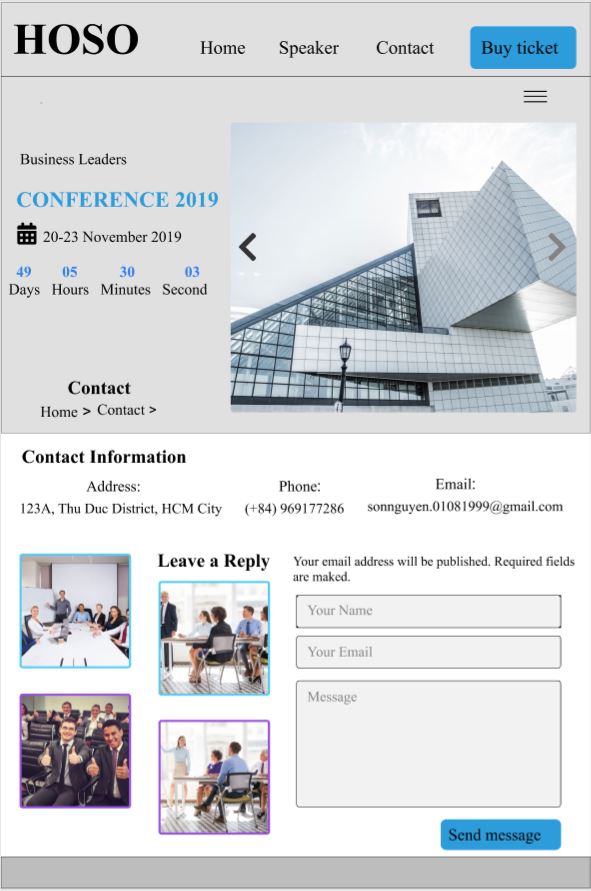 HOSO
Home Speaker Contact Buy ticket
Business Leaders
CONFERENCE 2019
20-23 November 2019
49 05 30 03
Days Hours Minutes Second
Contact
Home > Contact >
Contact Information
Address: Phone: Email:
123A, Thu Duc District, HCM City (+84) 969177286 sonnguyen.01081999@gmail.com
Leave a Reply
Your email address will be published. Required fields
are maked.
Your Name
Your Email
Message
Send message